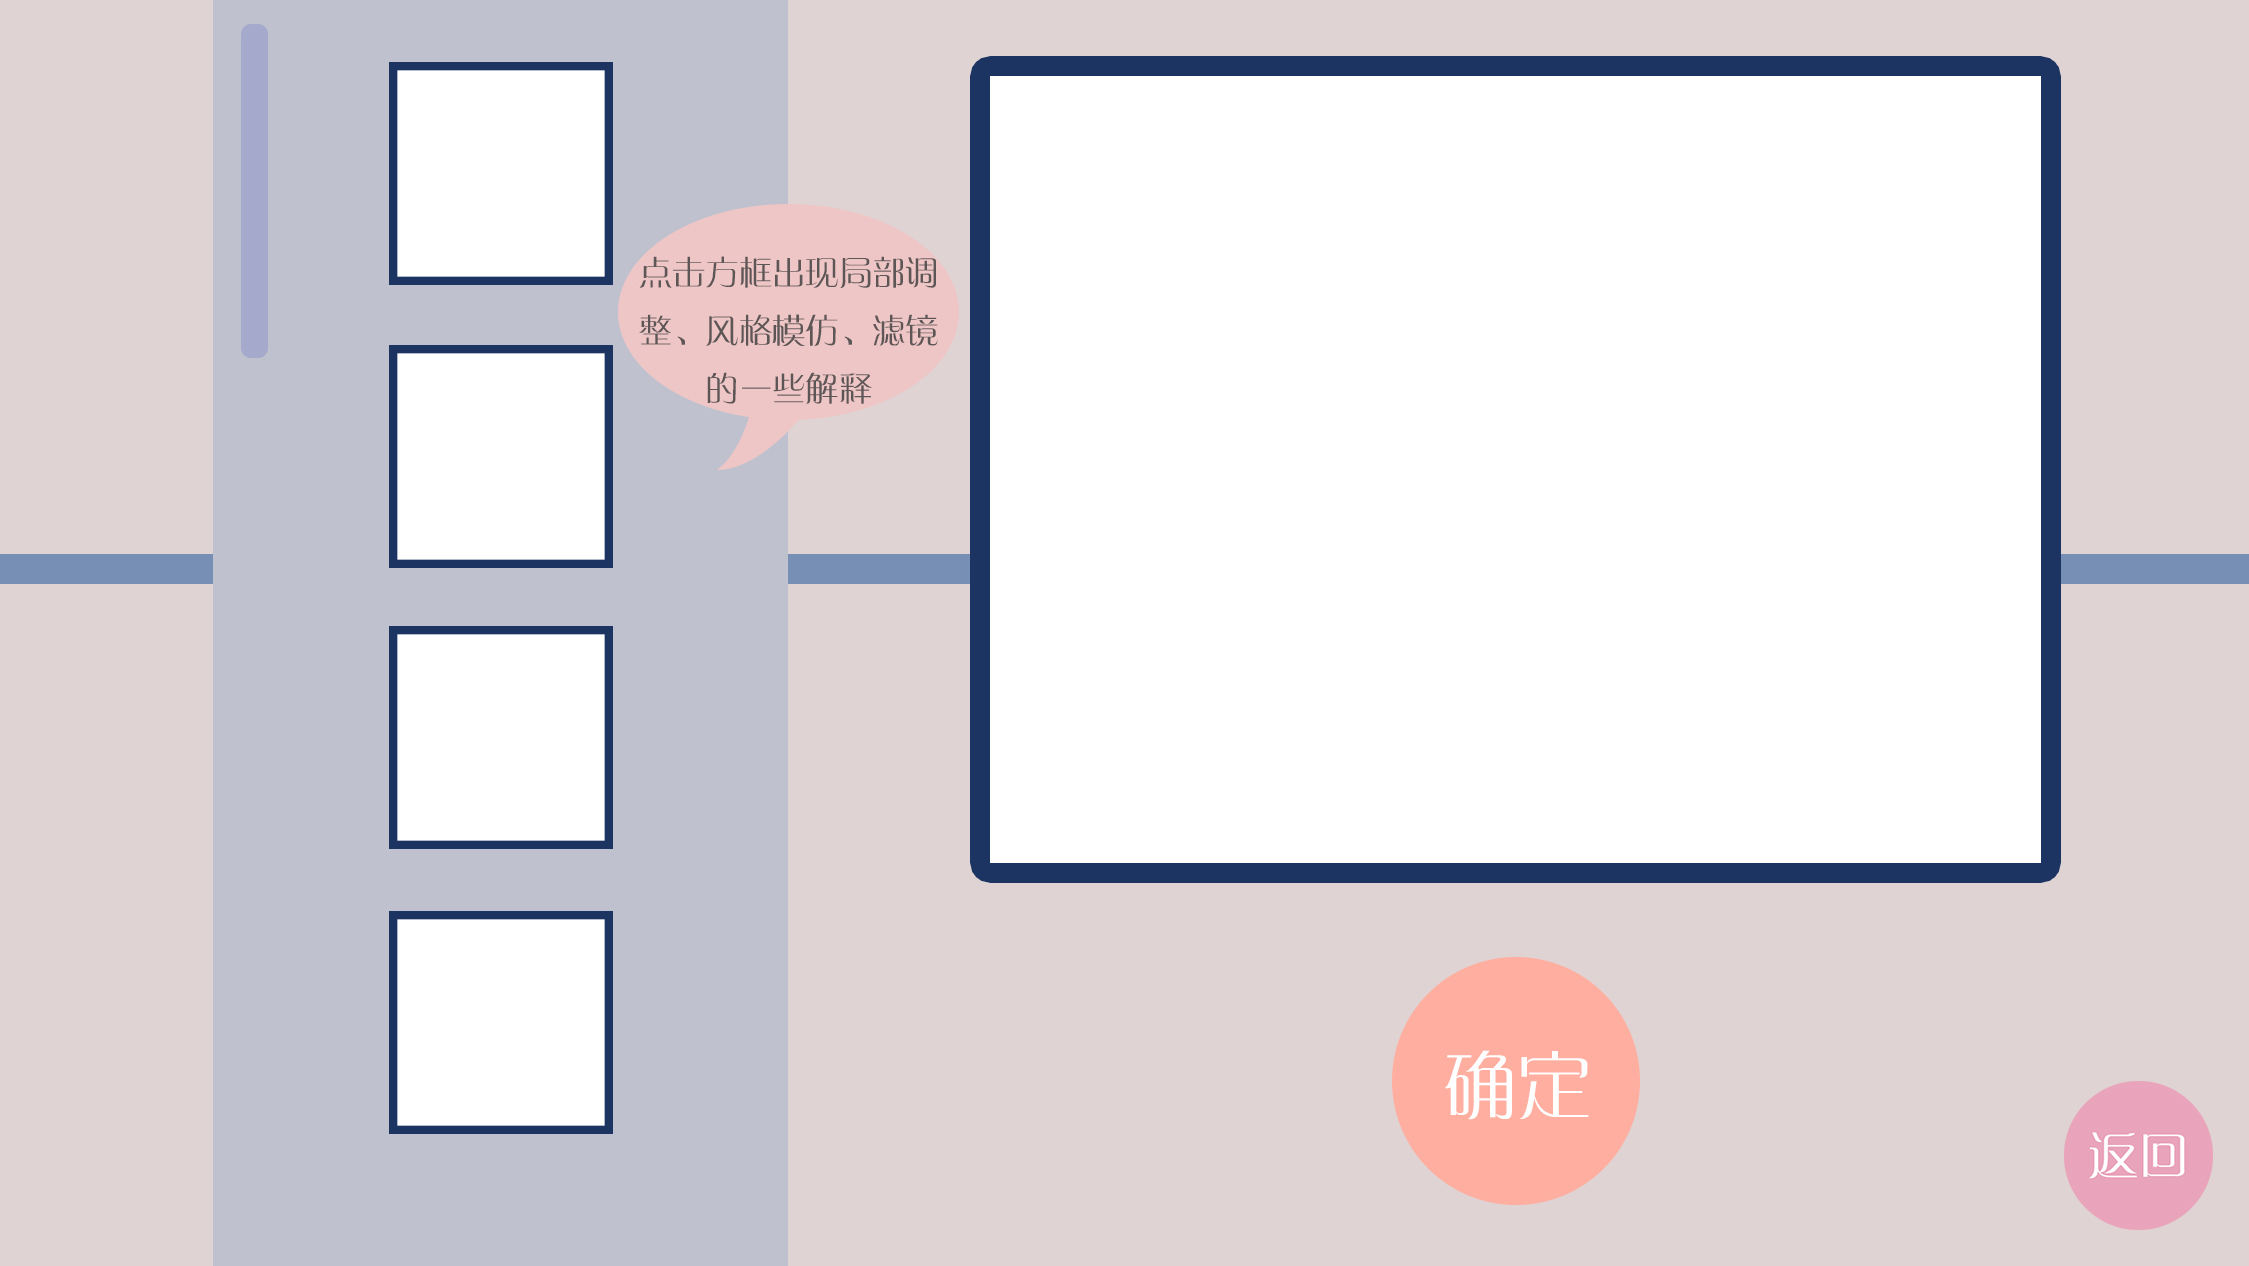 点击方框出现局部调
整、风格模仿、滤镜
的一些解释
确定
返回